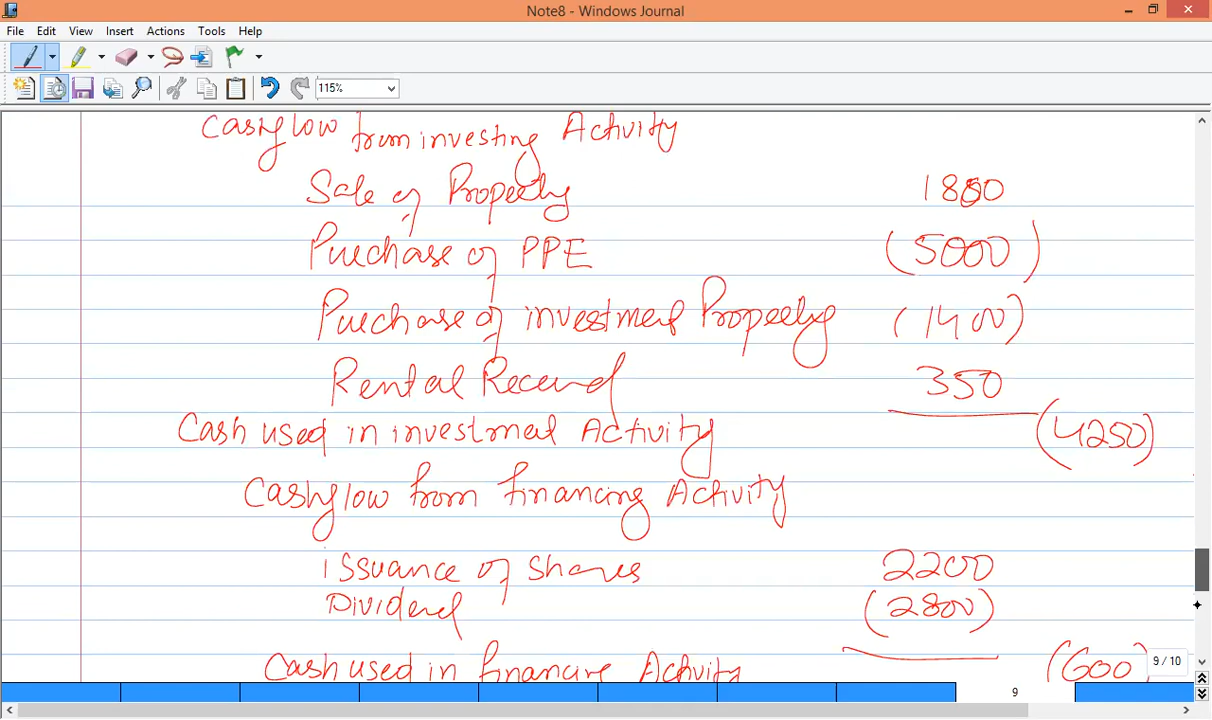 Note8 - Windows Journal
File Edit View Insert Actions Tools Help
115%
Cashflow from investing Activity
Sale of Property 1800
Purchase of PPE (5000)
Purchase of investment Property (1400)
Rental Received 350
Cash used in investment Activity (4250)
Cashflow from financing Activity
issuance of shares 2200
Dividend (2800)
Cash used in financing Activity (600)
9 / 10
9